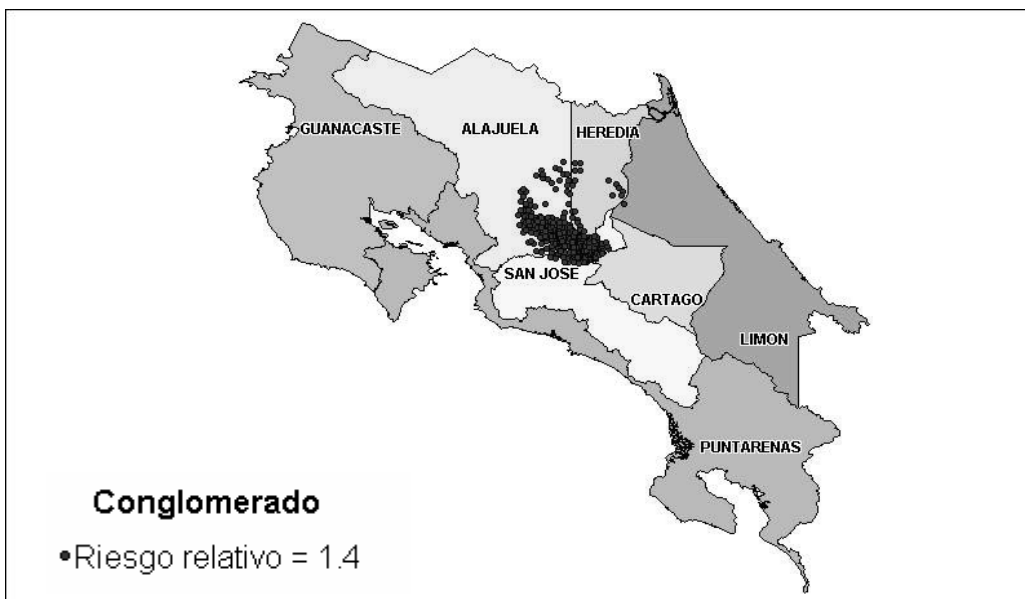 GUANACASTE
ALAJUELA
HEREDIA
SAN JOSE
CARTAGO
LIMON
PUNTARENAS
Conglomerado
•Riesgo relativo = 1.4